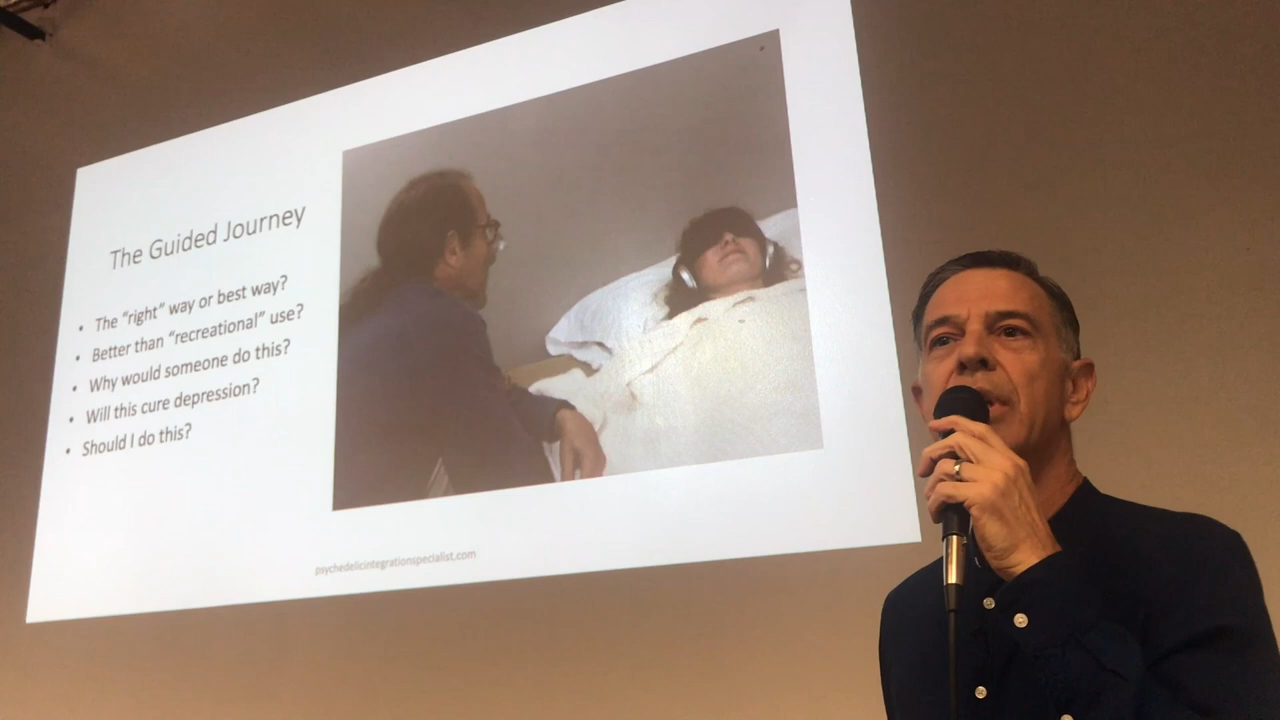 The Guided Journey
• The “right” way or best way?
• Better than “recreational” use?
• Why would someone do this?
• Will this cure depression?
• Should I do this?
psychedelicintegrationspecialist.com